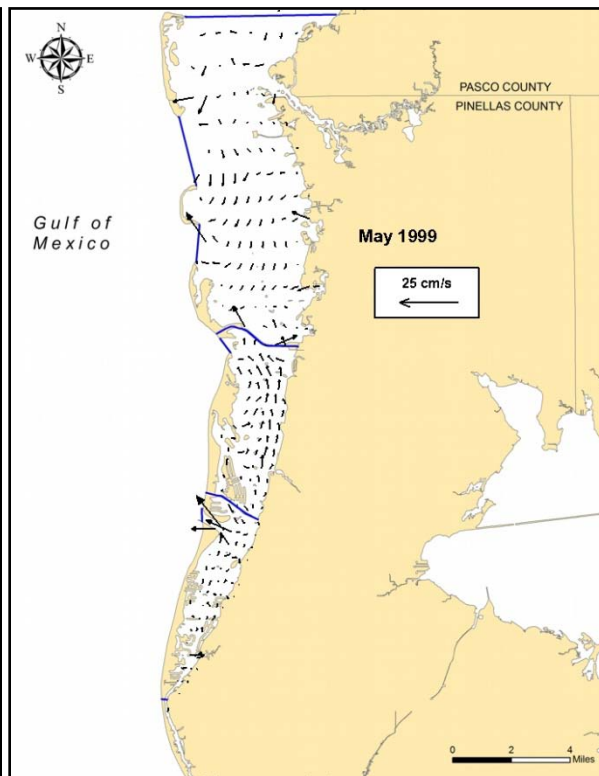 N
W E
S
PASCO COUNTY
PINELLAS COUNTY
Gulf of
Mexico
May 1999
25 cm/s
0 2 4
Miles